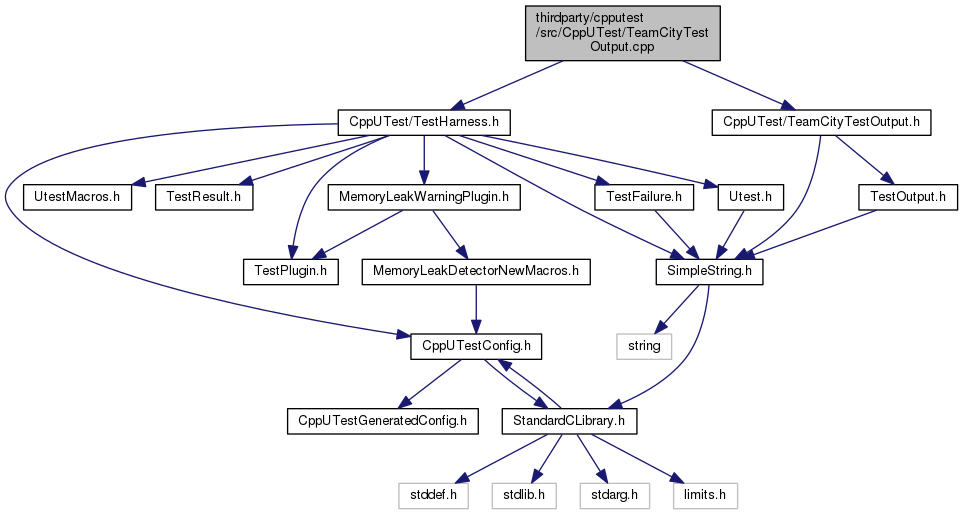 thirdparty/cpputest
/src/CppUTest/TeamCityTest
Output.cpp
CppUTest/TestHarness.h
CppUTest/TeamCityTestOutput.h
UtestMacros.h
TestResult.h
MemoryLeakWarningPlugin.h
TestFailure.h
Utest.h
TestOutput.h
TestPlugin.h
MemoryLeakDetectorNewMacros.h
SimpleString.h
CppUTestConfig.h
string
CppUTestGeneratedConfig.h
StandardCLibrary.h
stddef.h
stdlib.h
stdarg.h
limits.h